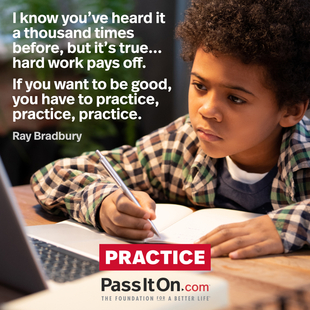 I know you've heard it
a thousand times
before, but it's true...
hard work pays off.
If you want to be good,
you have to practice,
practice, practice.
Ray Bradbury
PRACTICE
PassItOn.com
THE FOUNDATION FOR A BETTER LIFE